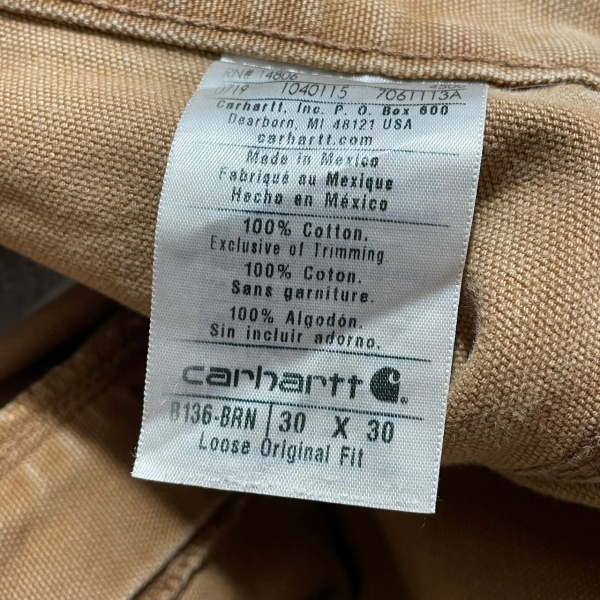 RN# 14806
0719 1040115 7061113A
Carhartt, Inc. P. O. Box 600
Dearborn, MI 48121 USA
carhartt.com
Made in Mexico
Fabriqué au Mexique
Hecho en México
100% Cotton.
Exclusive of Trimming
100% Coton.
Sans garniture.
100% Algodón.
Sin incluir adorno.
carhartt
B136-BRN 30 X 30
Loose Original Fit